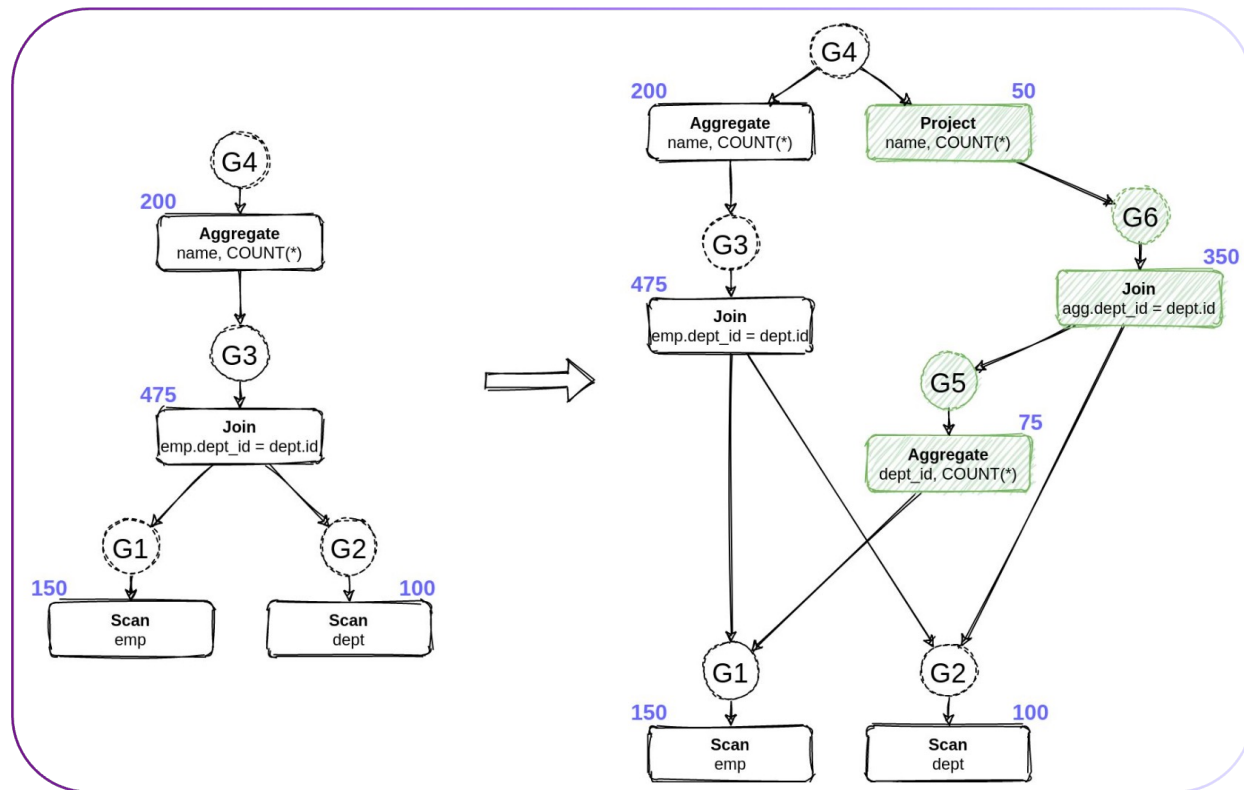 G4
200
Aggregate
name, COUNT(*)
G3
475
Join
emp.dept_id = dept.id
G1
G2
150
Scan
emp
100
Scan
dept
G4
200
Aggregate
name, COUNT(*)
50
Project
name, COUNT(*)
G3
G6
475
Join
emp.dept_id = dept.id
350
Join
agg.dept_id = dept.id
G5
75
Aggregate
dept_id, COUNT(*)
G1
G2
150
Scan
emp
100
Scan
dept